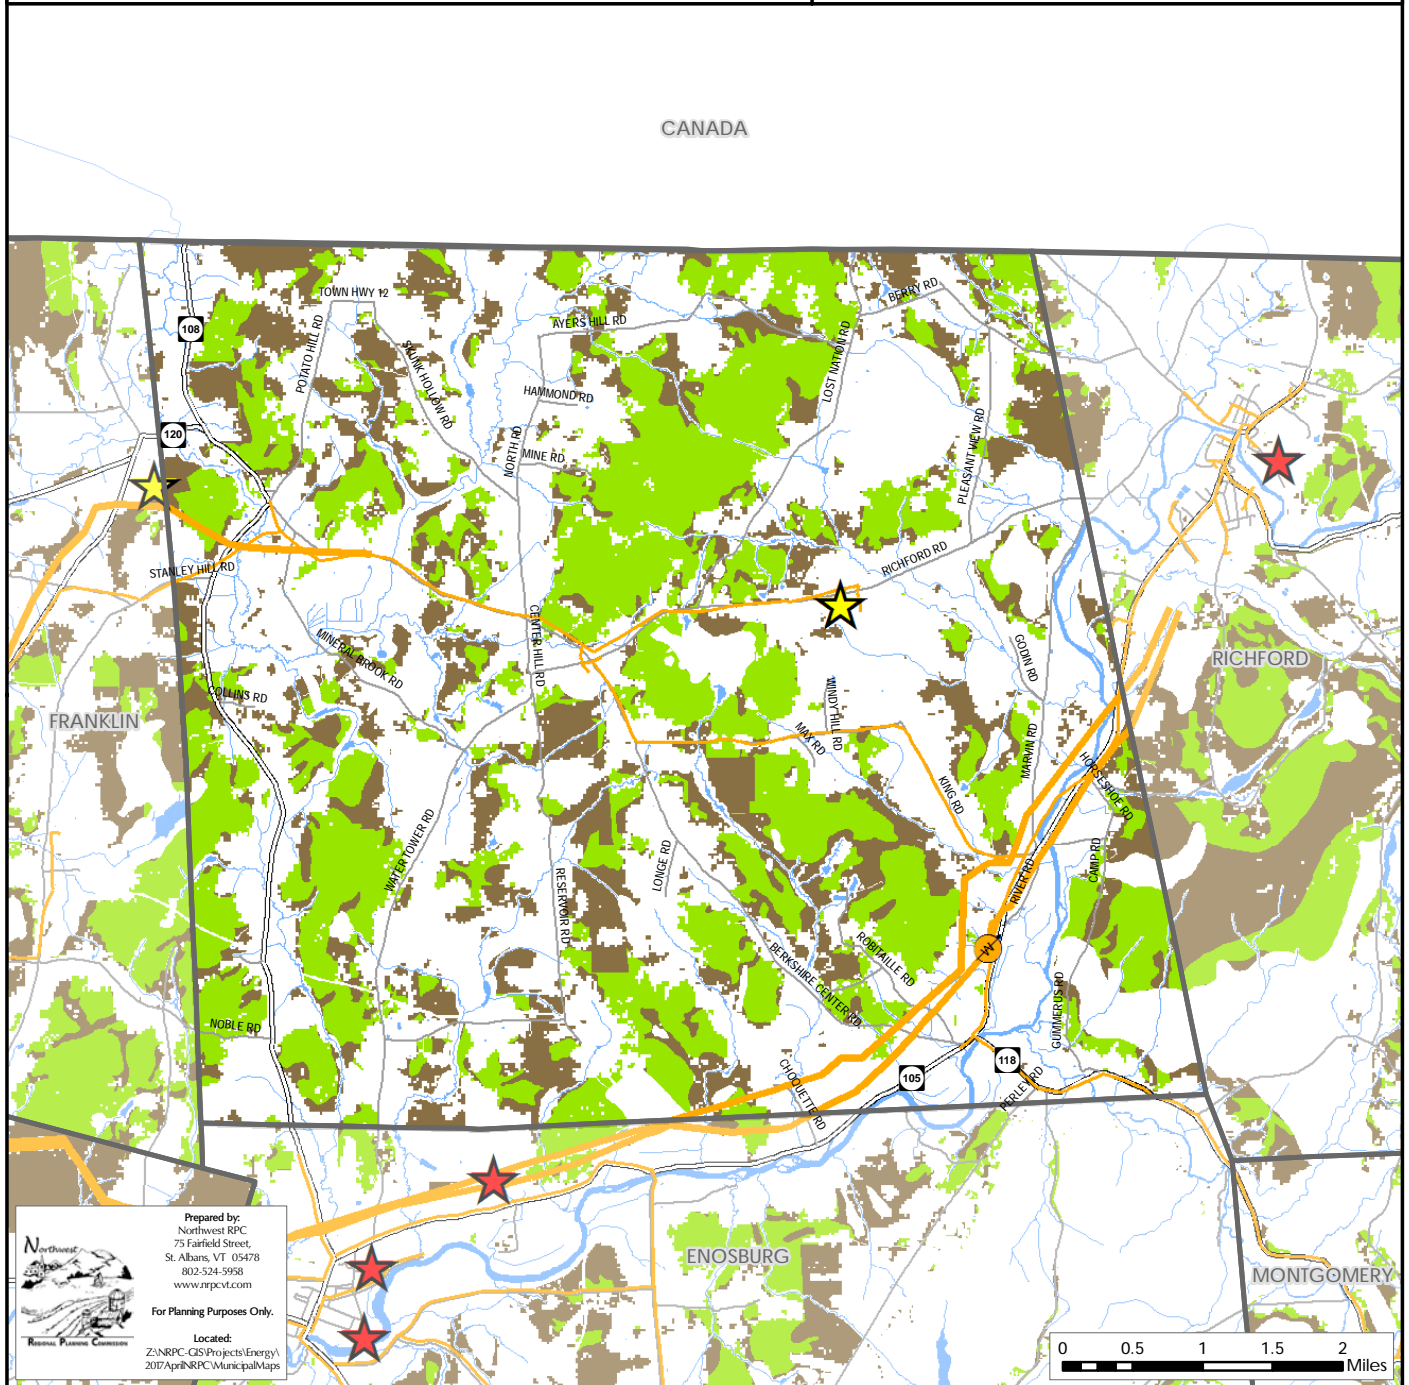 CANADA
TOWN HWY 12
BERRY RD
108
AYERS HILL RD
POTATO HILL RD
SKUNK HOLLOW RD
LOST NATION RD
HAMMOND RD
120
NORTH RD
MINE RD
PLEASANT VIEW RD
RICHFORD RD
STANLEY HILL RD
CENTER HILL RD
MINERAL BROOK RD
GODIN RD
RICHFORD
COLLINS RD
WINDY HILL RD
FRANKLIN
MAX RD
MARVIN RD
HORSESHOE RD
KING RD
WATER TOWER RD
LONGE RD
CAMP RD
RESERVOIR RD
RIVER RD
ROBITAILLE RD
W
BERKSHIRE CENTER RD
GUMMERUS RD
NOBLE RD
118
105
CHOQUETTE RD
PERLEY RD
ENOSBURG
MONTGOMERY
Northwest
REGIONAL PLANNING COMMISSION
Prepared by:
Northwest RPC
75 Fairfield Street,
St. Albans, VT 05478
802-524-5958
www.nrpcvt.com
For Planning Purposes Only.
Located:
Z:\NRPC-GIS\Projects\Energy\
2017AprilNRPC\MunicipalMaps
0 0.5 1 1.5 2
Miles